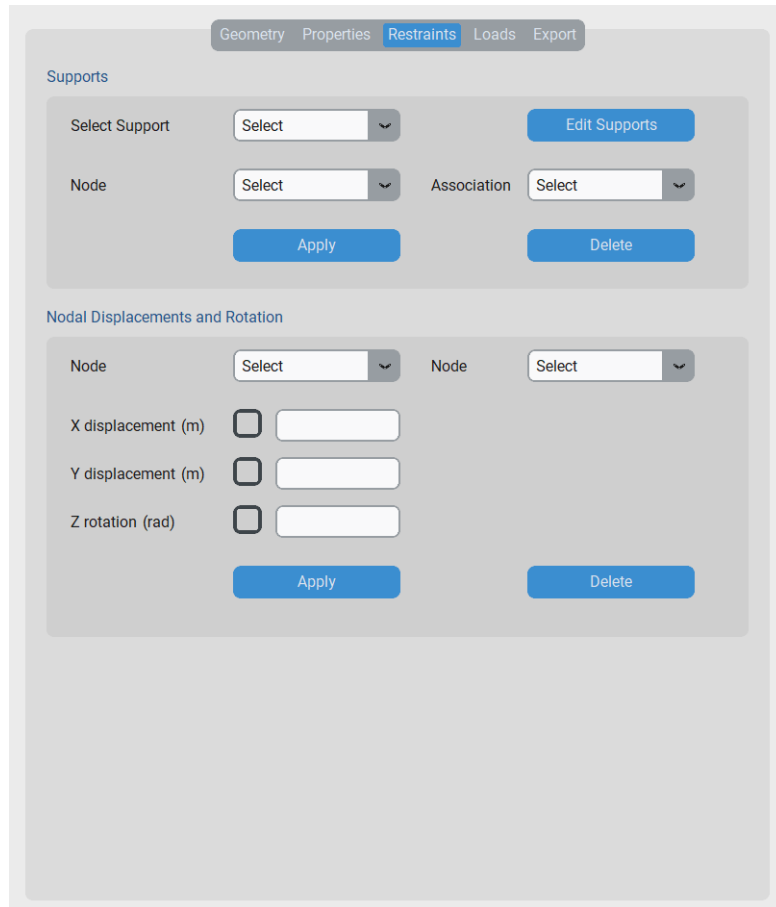 Geometry Properties Restraints Loads Export
Supports
Select Support Select Edit Supports
Node Select Association Select
Apply Delete
Nodal Displacements and Rotation
Node Select Node Select
X displacement (m)
Y displacement (m)
Z rotation (rad)
Apply Delete